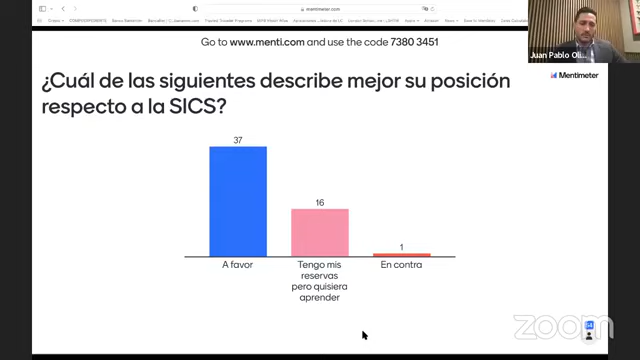 mentimeter.com
Go to www.menti.com and use the code 7380 3451
Juan Pablo Oli...
Mentimeter
¿Cuál de las siguientes describe mejor su posición
respecto a la SICS?
37
16
1
A favor
Tengo mis
reservas
pero quisiera
aprender
En contra
54
zoom